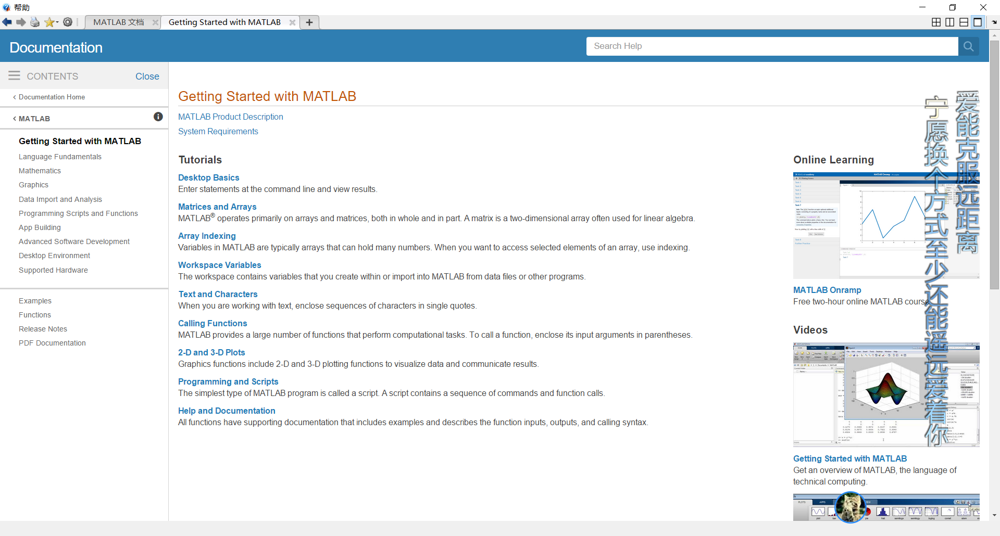 帮助
MATLAB 文档
Getting Started with MATLAB
Documentation
Search Help
CONTENTS
Close
Documentation Home
MATLAB
Getting Started with MATLAB
Language Fundamentals
Mathematics
Graphics
Data Import and Analysis
Programming Scripts and Functions
App Building
Advanced Software Development
Desktop Environment
Supported Hardware
Examples
Functions
Release Notes
PDF Documentation
Getting Started with MATLAB
MATLAB Product Description
System Requirements
Tutorials
Desktop Basics
Enter statements at the command line and view results.
Matrices and Arrays
MATLAB® operates primarily on arrays and matrices, both in whole and in part. A matrix is a two-dimensional array often used for linear algebra.
Array Indexing
Variables in MATLAB are typically arrays that can hold many numbers. When you want to access selected elements of an array, use indexing.
Workspace Variables
The workspace contains variables that you create within or import into MATLAB from data files or other programs.
Text and Characters
When you are working with text, enclose sequences of characters in single quotes.
Calling Functions
MATLAB provides a large number of functions that perform computational tasks. To call a function, enclose its input arguments in parentheses.
2-D and 3-D Plots
Graphics functions include 2-D and 3-D plotting functions to visualize data and communicate results.
Programming and Scripts
The simplest type of MATLAB program is called a script. A script contains a sequence of commands and function calls.
Help and Documentation
All functions have supporting documentation that includes examples and describes the function inputs, outputs, and calling syntax.
Online Learning
MATLAB Onramp
Free two-hour online MATLAB course
Videos
Getting Started with MATLAB
Get an overview of MATLAB, the language of
technical computing.
PLOTS
APPS
plot
bar
pie
hist
semilogx
semilogy
loglog
comet
stem
爱能克服远距离
宁愿换个方式至少还能遥远爱着你